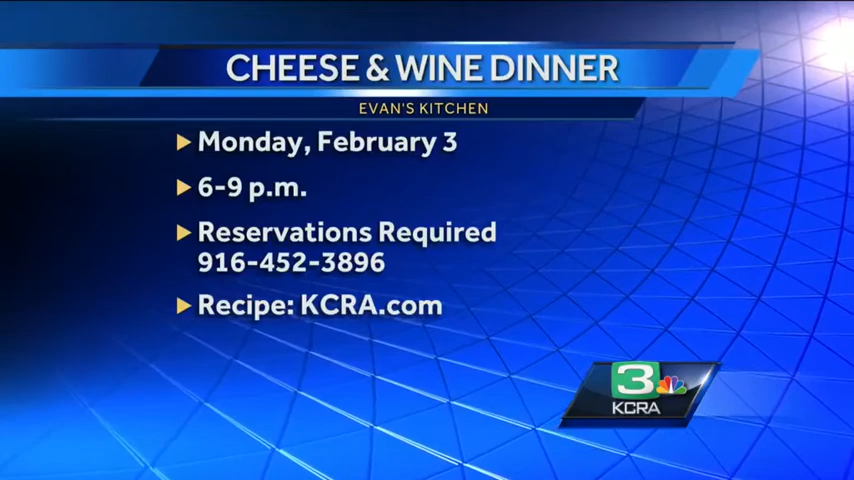 CHEESE & WINE DINNER
EVAN'S KITCHEN
Monday, February 3
6-9 p.m.
Reservations Required
916-452-3896
Recipe: KCRA.com
3
KCRA